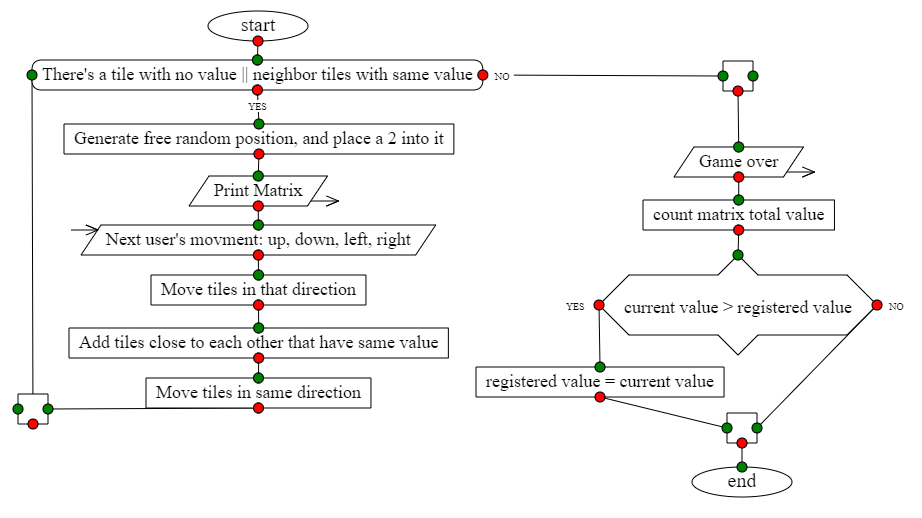 start
There's a tile with no value || neighbor tiles with same value
NO
YES
Generate free random position, and place a 2 into it
Print Matrix
Next user's movment: up, down, left, right
Move tiles in that direction
Add tiles close to each other that have same value
Move tiles in same direction
Game over
count matrix total value
YES
current value > registered value
NO
registered value = current value
end